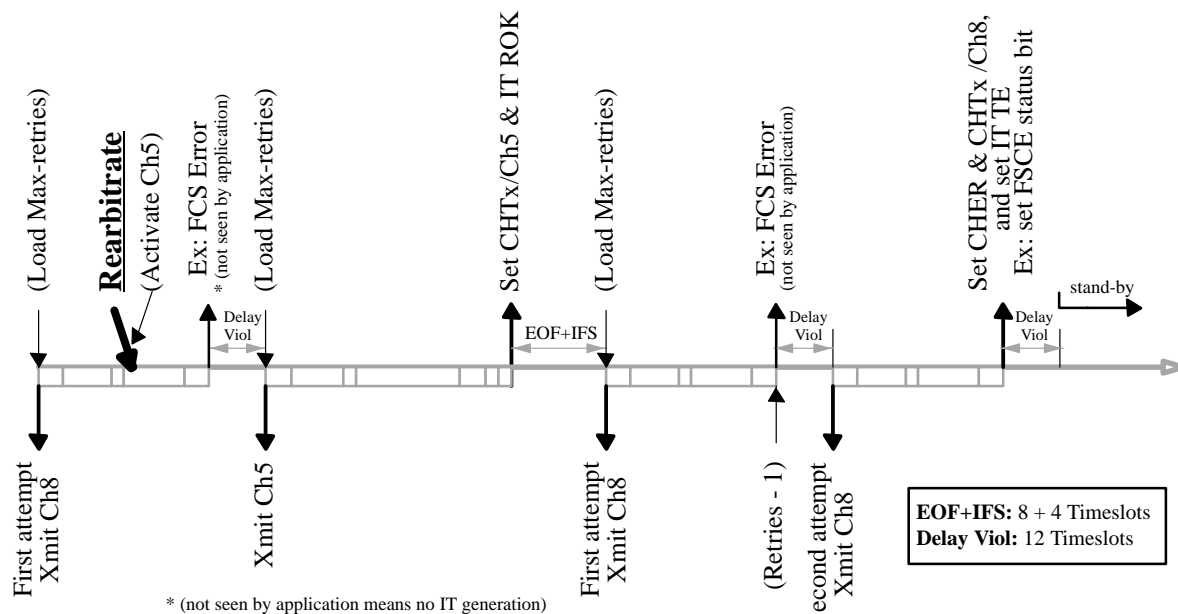 (Load Max-retries)
Rearbitrate
(Activate Ch5)
Ex: FCS Error
* (not seen by application)
(Load Max-retries)
Set CHTx/Ch5 & IT ROK
(Load Max-retries)
Ex: FCS Error
(not seen by application)
Set CHER & CHTx /Ch8,
and set IT TE
Ex: set FSCE status bit
stand-by
Delay
Viol
EOF+IFS
Delay
Viol
Delay
Viol
First attempt
Xmit Ch8
Xmit Ch5
First attempt
Xmit Ch8
(Retries - 1)
econd attempt
Xmit Ch8
EOF+IFS: 8 + 4 Timeslots
Delay Viol: 12 Timeslots
* (not seen by application means no IT generation)